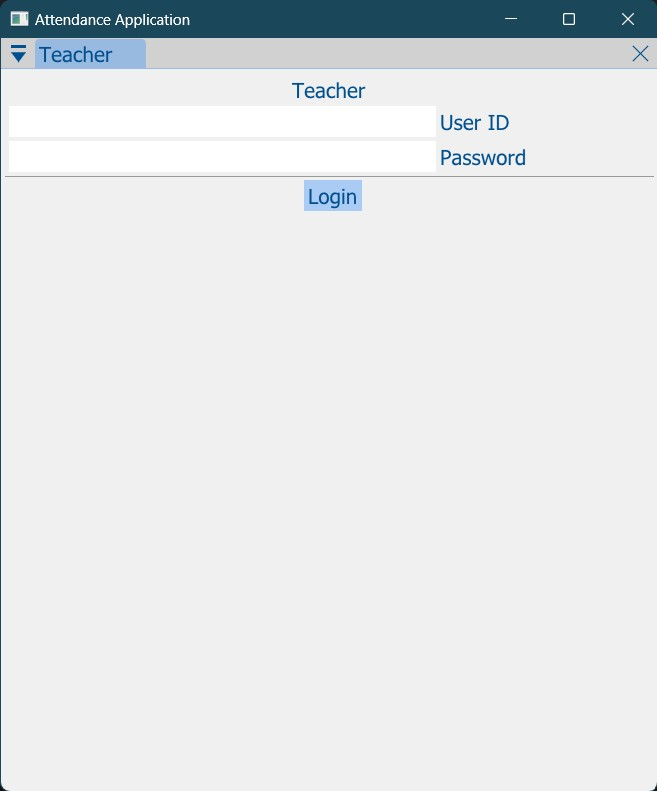 Attendance Application
Teacher
Teacher
User ID
Password
Login